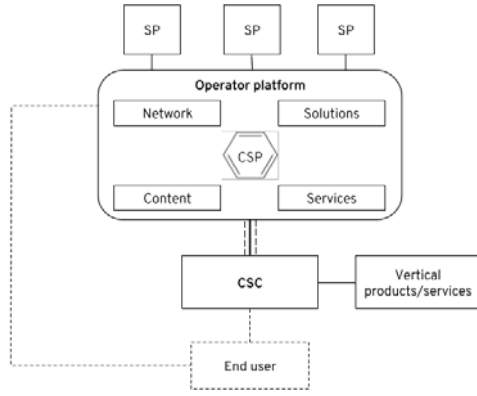 SP
SP
SP
Operator platform
Network
Solutions
CSP
Content
Services
CSC
Vertical
products/services
End user